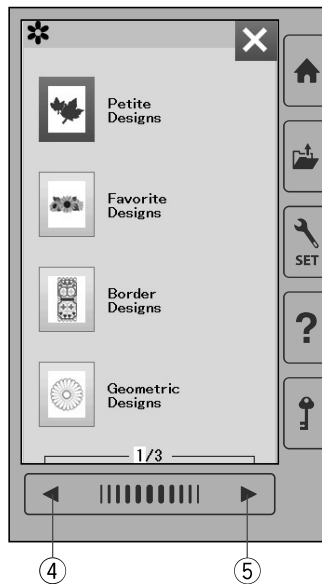 Petite
Designs
Favorite
Designs
Border
Designs
SET
?
Geometric
Designs
1/3
④
⑤